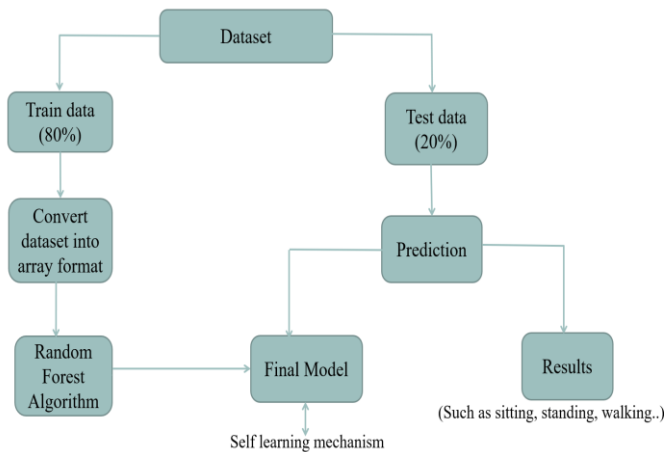 Dataset
Train data
(80%)
Test data
(20%)
Convert
dataset into
array format
Prediction
Random
Forest
Algorithm
Final Model
Results
(Such as sitting, standing, walking..)
Self learning mechanism